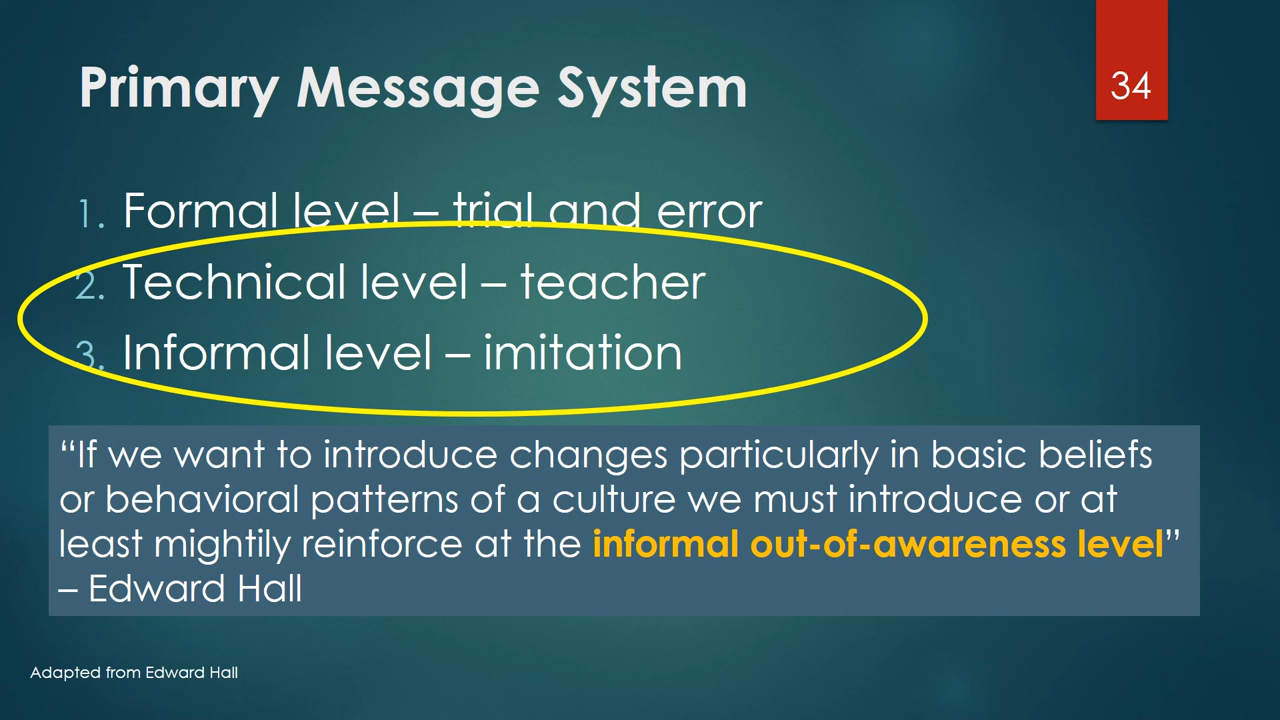 Primary Message System
34
1. Formal level – trial and error
2. Technical level – teacher
3. Informal level – imitation
“If we want to introduce changes particularly in basic beliefs
or behavioral patterns of a culture we must introduce or at
least mightily reinforce at the informal out-of-awareness level”
– Edward Hall
Adapted from Edward Hall